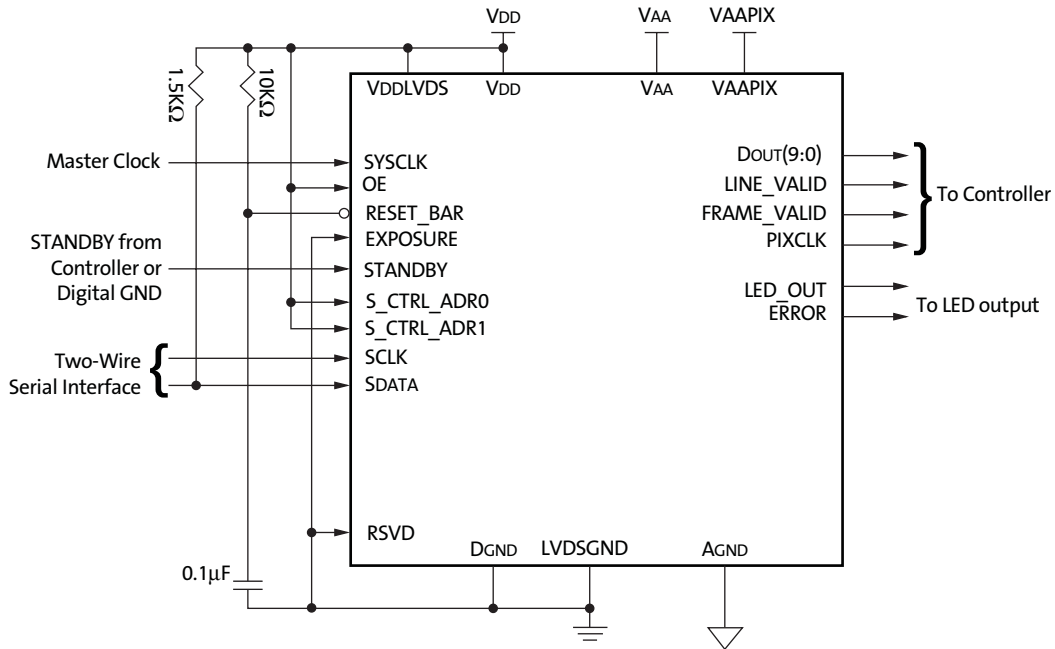 VDD
VAA
VAAPIX
1.5KΩ
10KΩ
VDDLVDS
VDD
VAA
VAAPIX
Master Clock
SYSCLK
OE
RESET_BAR
EXPOSURE
STANDBY from
Controller or
Digital GND
STANDBY
S_CTRL_ADR0
S_CTRL_ADR1
Two-Wire
Serial Interface
SCLK
SDATA
RSVD
DOUT(9:0)
LINE_VALID
FRAME_VALID
PIXCLK
To Controller
LED_OUT
ERROR
To LED output
DGND
LVDSGND
AGND
0.1μF